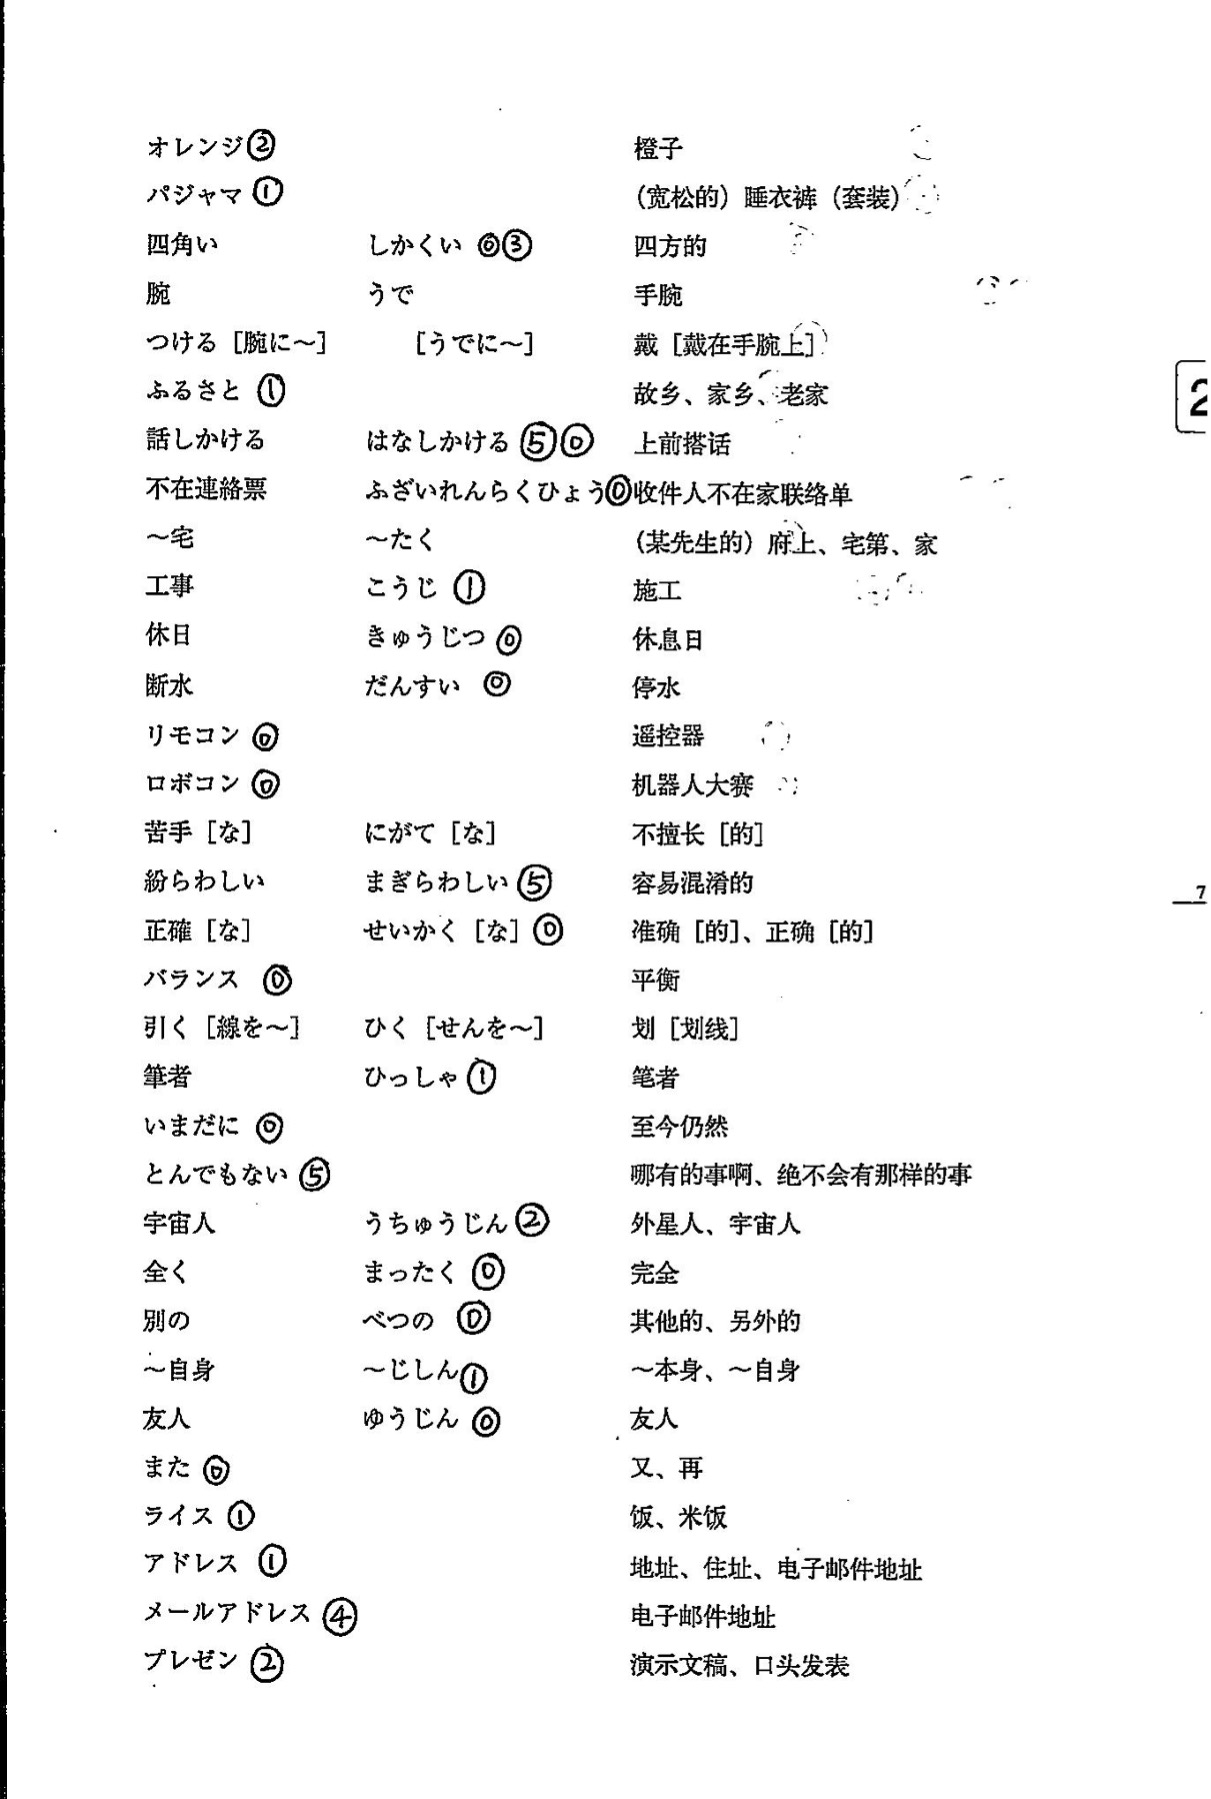 オレンジ② 橙子
パジャマ① （宽松的）睡衣裤（套装）
四角い しかくい⓪③ 四方的
腕 うで 手腕
つける［腕に～］ ［うでに～］ 戴［戴在手腕上］
ふるさと① 故乡、家乡、老家
話しかける はなしかける⑤⓪ 上前搭话
不在連絡票 ふざいれんらくひょう⓪ 收件人不在家联络单
～宅 ～たく （某先生的）府上、宅第、家
工事 こうじ① 施工
休日 きゅうじつ⓪ 休息日
断水 だんすい⓪ 停水
リモコン⓪ 遥控器
ロボコン⓪ 机器人大赛
苦手［な］ にがて［な］ 不擅长［的］
紛らわしい まぎらわしい⑤ 容易混淆的
正確［な］ せいかく［な］⓪ 准确［的］、正确［的］
バランス⓪ 平衡
引く［線を～］ ひく［せんを～］ 划［划线］
筆者 ひっしゃ① 笔者
いまだに⓪ 至今仍然
とんでもない⑤ 哪有的事啊、绝不会有那样的事
宇宙人 うちゅうじん② 外星人、宇宙人
全く まったく⓪ 完全
別の べつの⓪ 其他的、另外的
～自身 ～じしん① ～本身、～自身
友人 ゆうじん⓪ 友人
また⓪ 又、再
ライス① 饭、米饭
アドレス① 地址、住址、电子邮件地址
メールアドレス④ 电子邮件地址
プレゼン② 演示文稿、口头发表
2
7